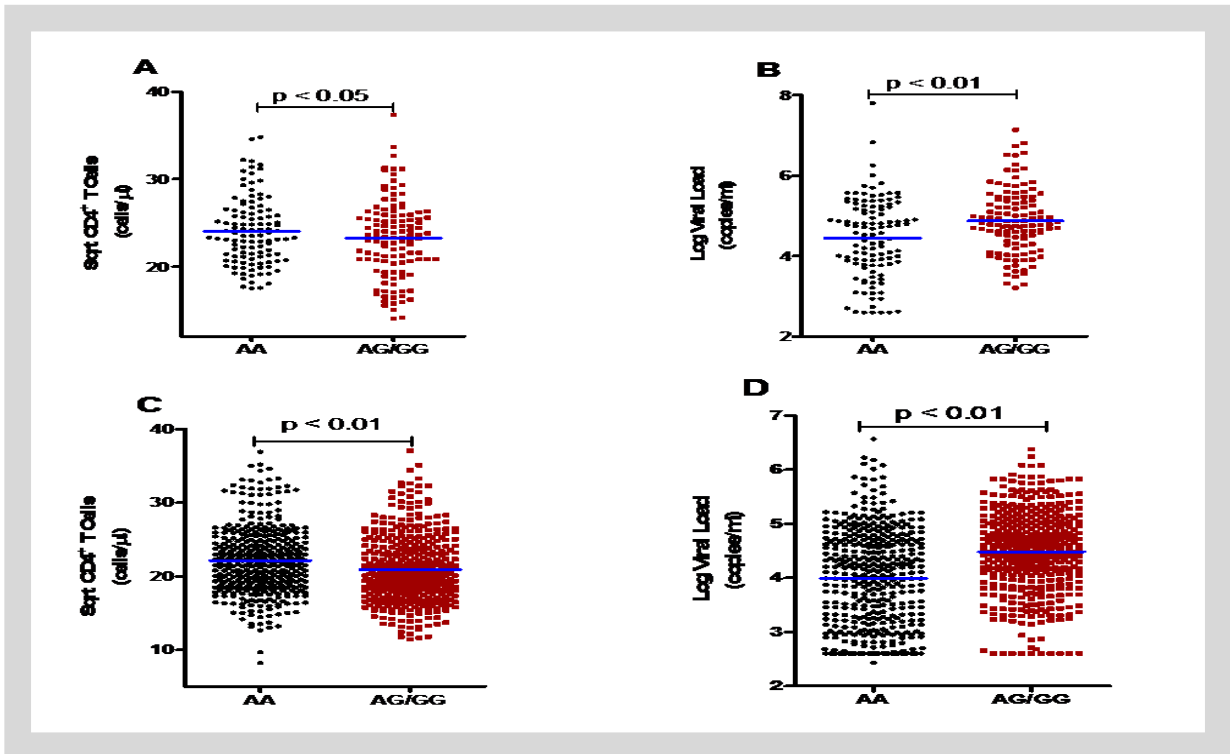 A
p < 0.05
40
30
20
Sqrt CD4+ T Cells
(cells/µl)
AA
AG/GG
B
p < 0.01
8
6
4
2
Log Viral Load
(copies/ml)
AA
AG/GG
C
p < 0.01
40
30
20
10
Sqrt CD4+ T Cells
(cells/µl)
AA
AG/GG
D
p < 0.01
7
6
5
4
3
2
Log Viral Load
(copies/ml)
AA
AG/GG